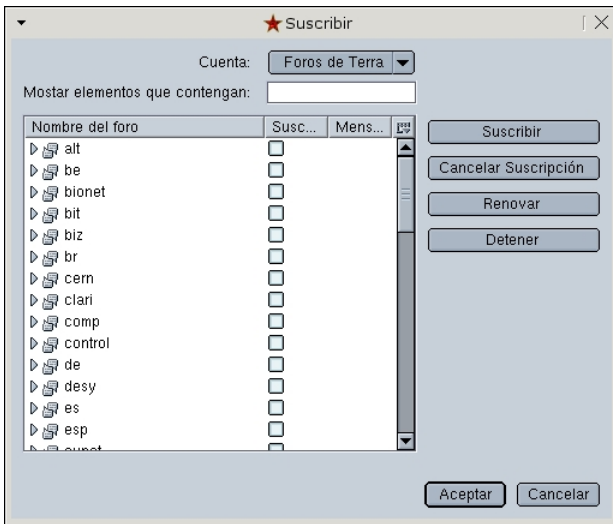 Suscribir
Cuenta: Foros de Terra
Mostar elementos que contengan:
Nombre del foro Susc... Mens...
alt
be
bionet
bit
biz
br
cern
clari
comp
control
de
desy
es
esp
Suscribir
Cancelar Suscripción
Renovar
Detener
Aceptar Cancelar